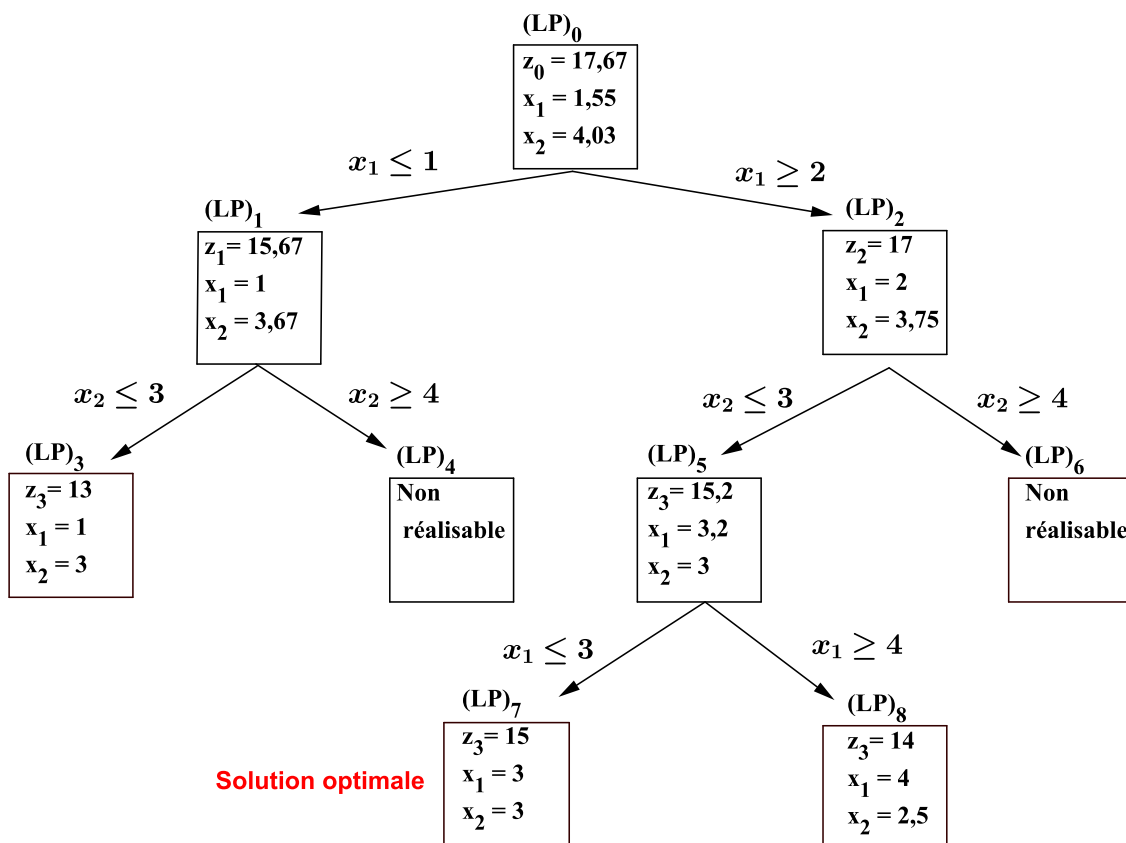 (LP)0
z0 = 17,67
x1 = 1,55
x2 = 4,03
x1 ≤ 1
x1 ≥ 2
(LP)1
z1= 15,67
x1 = 1
x2 = 3,67
(LP)2
z2= 17
x1 = 2
x2 = 3,75
x2 ≤ 3
x2 ≥ 4
x2 ≤ 3
x2 ≥ 4
(LP)3
z3= 13
x1 = 1
x2 = 3
(LP)4
Non
réalisable
(LP)5
z3= 15,2
x1 = 3,2
x2 = 3
(LP)6
Non
réalisable
x1 ≤ 3
x1 ≥ 4
(LP)7
z3= 15
x1 = 3
x2 = 3
Solution optimale
(LP)8
z3= 14
x1 = 4
x2 = 2,5